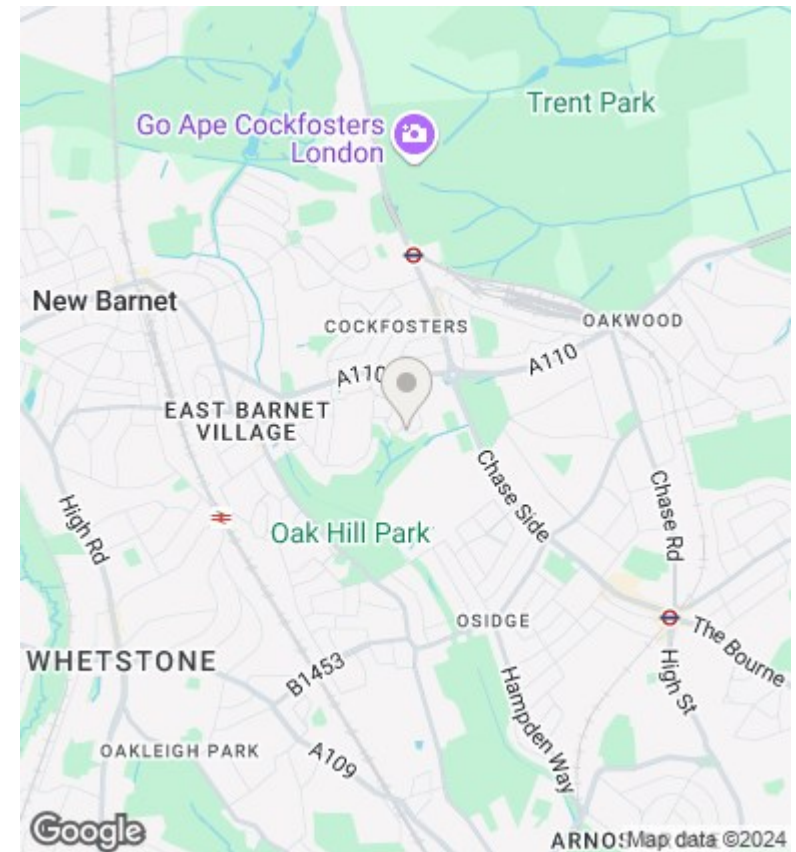 Trent Park
Go Ape Cockfosters
London
New Barnet
COCKFOSTERS
OAKWOOD
A110
A110
EAST BARNET
VILLAGE
High Rd
Chase Side
Chase Rd
Oak Hill Park
OSIDGE
The Bourne
WHETSTONE
B1453
High St
Hampden Way
OAKLEIGH PARK
A109
Google
ARNOS
Map data ©2024